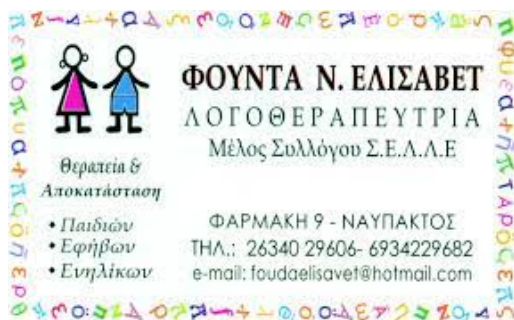 ΦΟΥΝΤΑ Ν. ΕΛΙΣΑΒΕΤ
ΛΟΓΟΘΕΡΑΠΕΥΤΡΙΑ
Μέλος Συλλόγου Σ.Ε.Λ.Λ.Ε
Θεραπεία &
Αποκατάσταση
• Παιδιών
• Εφήβων
• Ενηλίκων
ΦΑΡΜΑΚΗ 9 - ΝΑΥΠΑΚΤΟΣ
ΤΗΛ.: 26340 29606- 6934229682
e-mail: foudaelisavet@hotmail.com